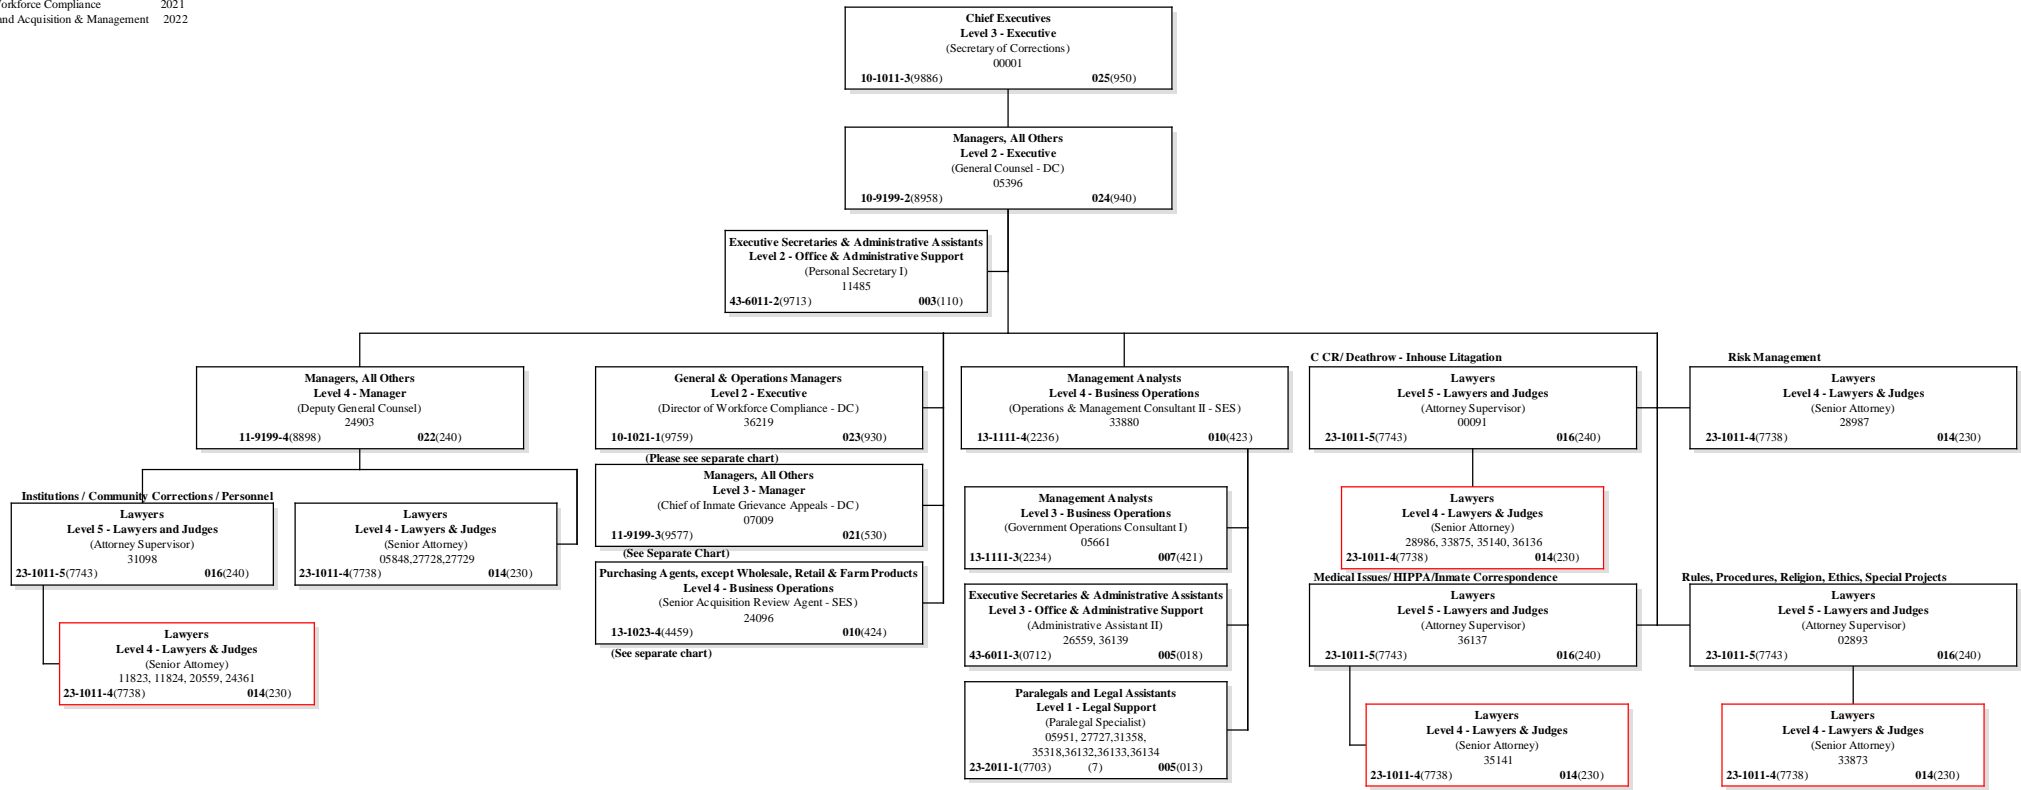 Workforce Compliance 2021
and Acquisition & Management 2022
Chief Executives
Level 3 - Executive
(Secretary of Corrections)
00001
10-1011-3(9886) 025(950)
Managers, All Others
Level 2 - Executive
(General Counsel - DC)
05396
10-9199-2(8958) 024(940)
Executive Secretaries & Administrative Assistants
Level 2 - Office & Administrative Support
(Personal Secretary I)
11485
43-6011-2(9713) 003(110)
Managers, All Others
Level 4 - Manager
(Deputy General Counsel)
24903
11-9199-4(8898) 022(240)
Institutions / Community Corrections / Personnel
Lawyers
Level 5 - Lawyers and Judges
(Attorney Supervisor)
31098
23-1011-5(7743) 016(240)
Lawyers
Level 4 - Lawyers & Judges
(Senior Attorney)
05848,27728,27729
23-1011-4(7738) 014(230)
Lawyers
Level 4 - Lawyers & Judges
(Senior Attorney)
11823, 11824, 20559, 24361
23-1011-4(7738) 014(230)
General & Operations Managers
Level 2 - Executive
(Director of Workforce Compliance - DC)
36219
10-1021-1(9759) 023(930)
(Please see separate chart)
Managers, All Others
Level 3 - Manager
(Chief of Inmate Grievance Appeals - DC)
07009
11-9199-3(9577) 021(530)
(See Separate Chart)
Purchasing Agents, except Wholesale, Retail & Farm Products
Level 4 - Business Operations
(Senior Acquisition Review Agent - SES)
24096
13-1023-4(4459) 010(424)
(See separate chart)
Management Analysts
Level 4 - Business Operations
(Operations & Management Consultant II - SES)
33880
13-1111-4(2236) 010(423)
Management Analysts
Level 3 - Business Operations
(Government Operations Consultant I)
05661
13-1111-3(2234) 007(421)
Executive Secretaries & Administrative Assistants
Level 3 - Office & Administrative Support
(Administrative Assistant II)
26559, 36139
43-6011-3(0712) 005(018)
Paralegals and Legal Assistants
Level 1 - Legal Support
(Paralegal Specialist)
05951, 27727,31358,
35318,36132,36133,36134
23-2011-1(7703) (7) 005(013)
C CR/ Deathrow - Inhouse Litagation
Lawyers
Level 5 - Lawyers and Judges
(Attorney Supervisor)
00091
23-1011-5(7743) 016(240)
Lawyers
Level 4 - Lawyers & Judges
(Senior Attorney)
28986, 33875, 35140, 36136
23-1011-4(7738) 014(230)
Medical Issues/ HIPPA/Inmate Correspondence
Lawyers
Level 5 - Lawyers and Judges
(Attorney Supervisor)
36137
23-1011-5(7743) 016(240)
Lawyers
Level 4 - Lawyers & Judges
(Senior Attorney)
35141
23-1011-4(7738) 014(230)
Risk Management
Lawyers
Level 4 - Lawyers & Judges
(Senior Attorney)
28987
23-1011-4(7738) 014(230)
Rules, Procedures, Religion, Ethics, Special Projects
Lawyers
Level 5 - Lawyers and Judges
(Attorney Supervisor)
02893
23-1011-5(7743) 016(240)
Lawyers
Level 4 - Lawyers & Judges
(Senior Attorney)
33873
23-1011-4(7738) 014(230)